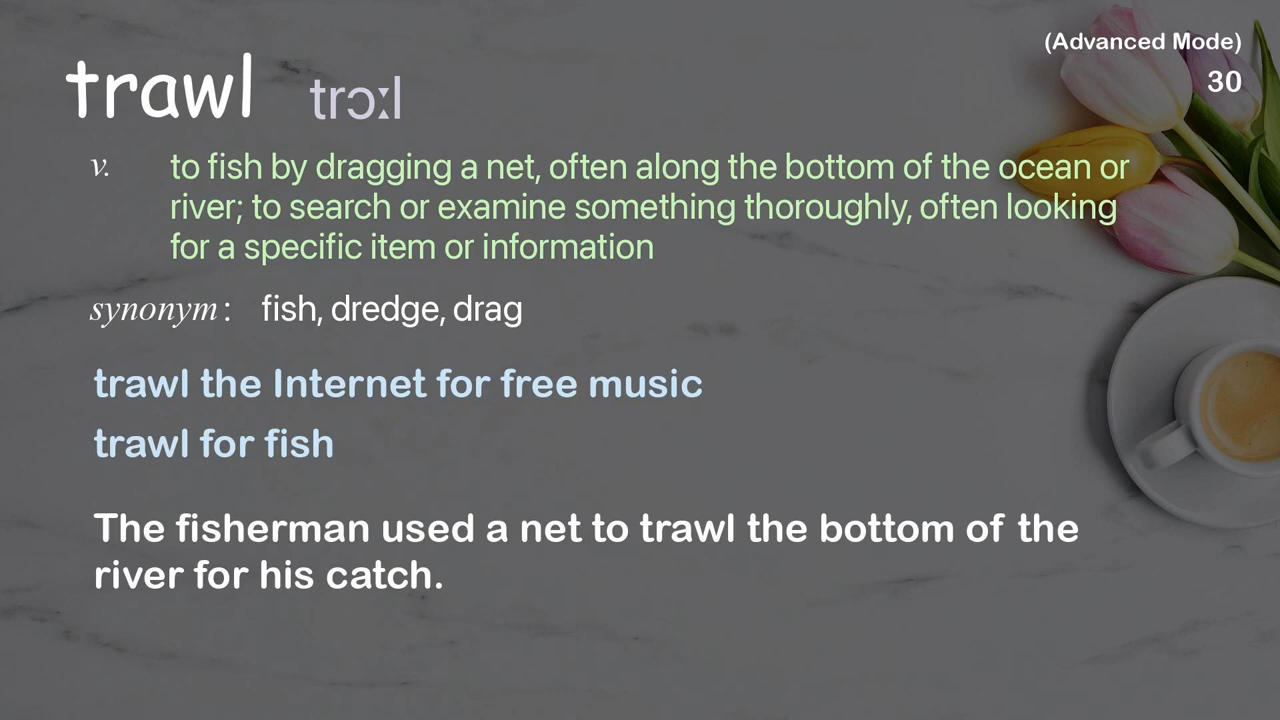 (Advanced Mode)
30
trawl trɔːl
v. to fish by dragging a net, often along the bottom of the ocean or
river; to search or examine something thoroughly, often looking
for a specific item or information
synonym: fish, dredge, drag
trawl the Internet for free music
trawl for fish
The fisherman used a net to trawl the bottom of the
river for his catch.